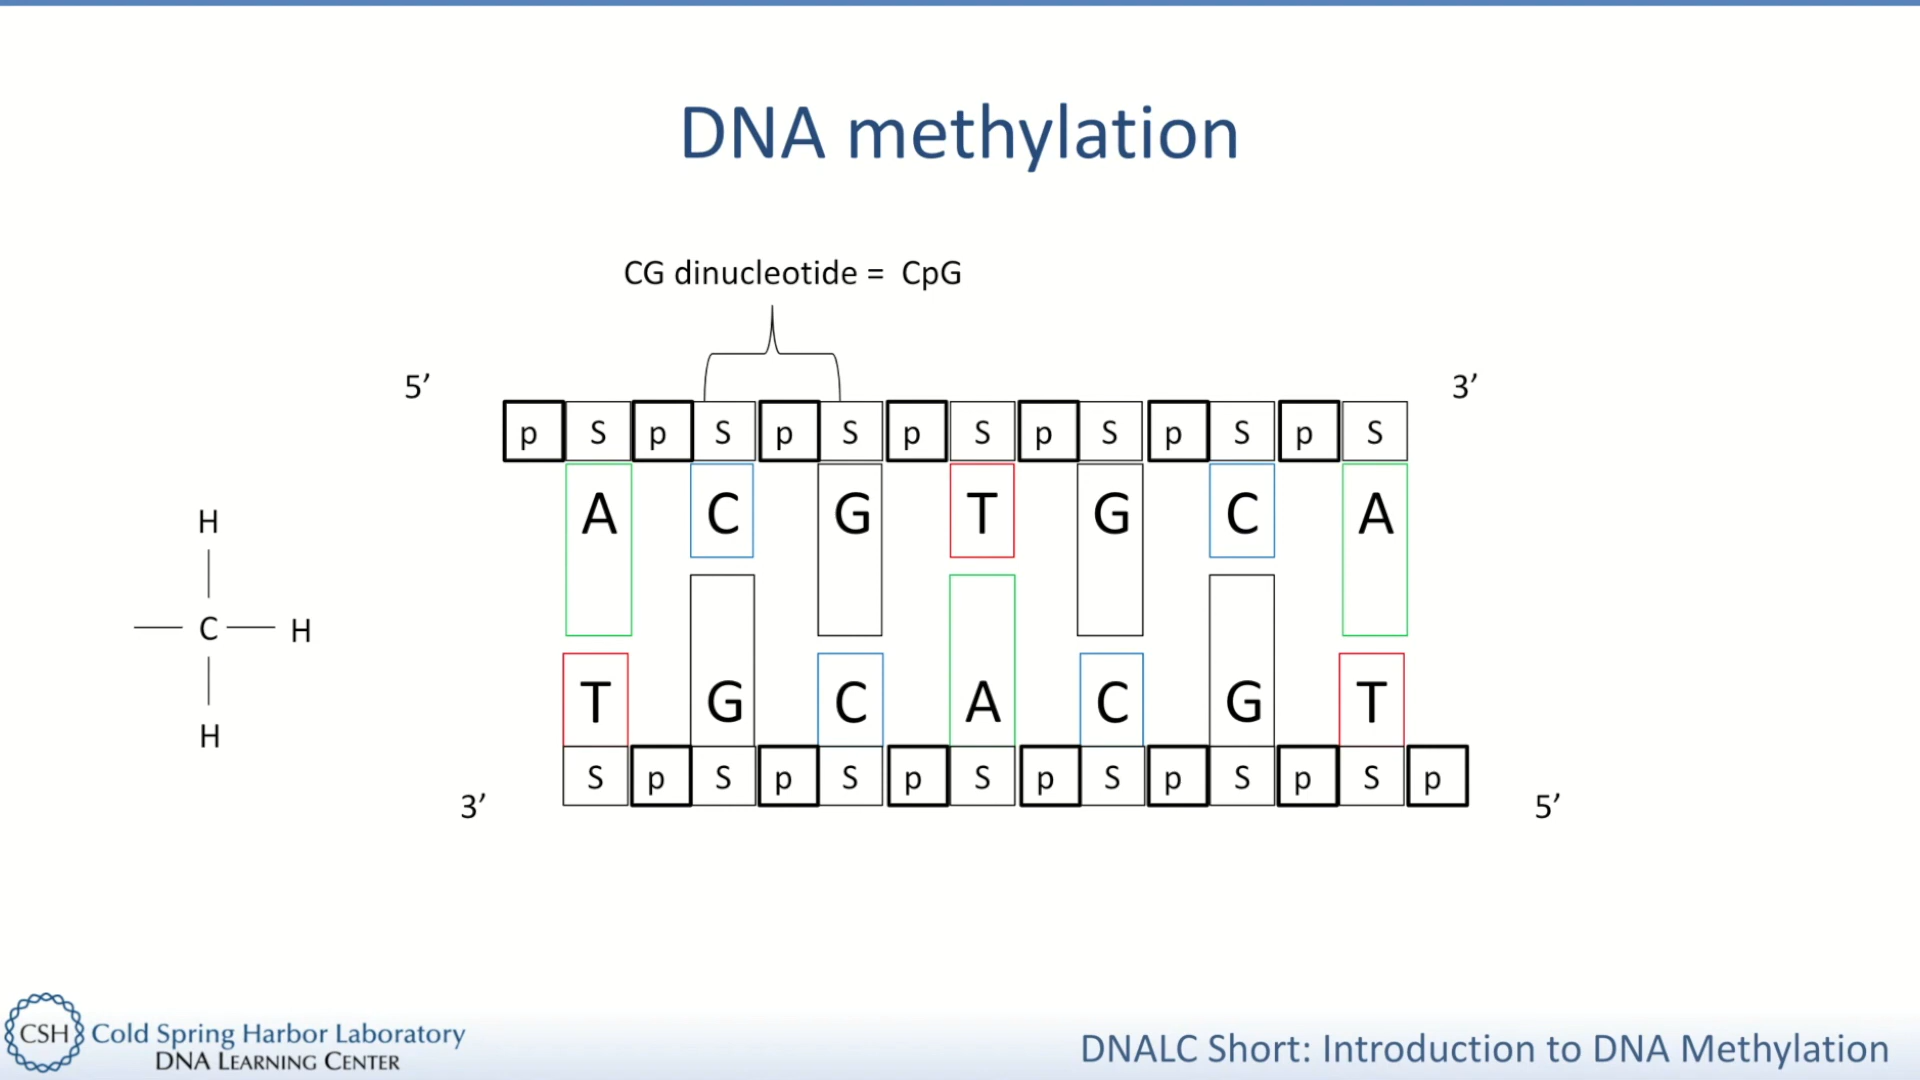 DNA methylation
CG dinucleotide = CpG
5’ 3’
p S p S p S p S p S p S p S
A C G T G C A
H
C H
H
T G C A C G T
S p S p S p S p S p S p S p
3’ 5’
CSH Cold Spring Harbor Laboratory
DNA LEARNING CENTER
DNALC Short: Introduction to DNA Methylation